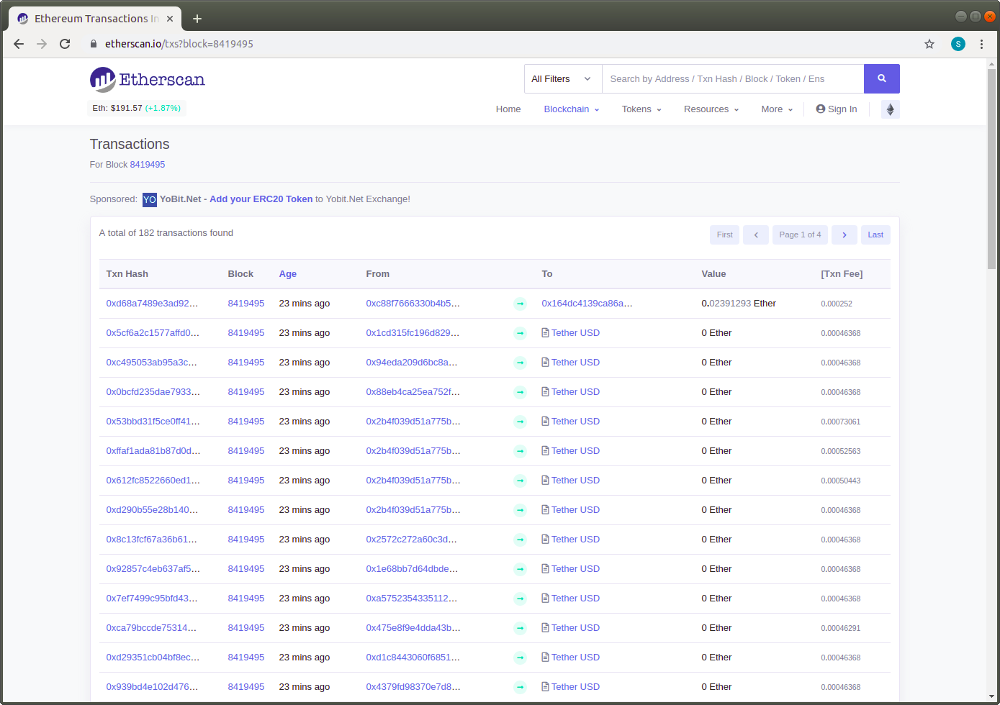 Ethereum Transactions In
etherscan.io/txs?block=8419495
S
Etherscan
All Filters
Search by Address / Txn Hash / Block / Token / Ens
Eth: $191.57 (+1.87%)
Home Blockchain Tokens Resources More Sign In
Transactions
For Block 8419495
Sponsored: YO YoBit.Net - Add your ERC20 Token to Yobit.Net Exchange!
A total of 182 transactions found
First Page 1 of 4 Last
Txn Hash Block Age From To Value [Txn Fee]
0xd68a7489e3ad92... 8419495 23 mins ago 0xc88f7666330b4b5... 0x164dc4139ca86a... 0.02391293 Ether 0.000252
0x5cf6a2c1577affd0... 8419495 23 mins ago 0x1cd315fc196d829... Tether USD 0 Ether 0.00046368
0xc495053ab95a3c... 8419495 23 mins ago 0x94eda209d6bc8a... Tether USD 0 Ether 0.00046368
0x0bcfd235dae7933... 8419495 23 mins ago 0x88eb4ca25ea752f... Tether USD 0 Ether 0.00046368
0x53bbd31f5ce0ff41... 8419495 23 mins ago 0x2b4f039d51a775b... Tether USD 0 Ether 0.00073061
0xffaf1ada81b87d0d... 8419495 23 mins ago 0x2b4f039d51a775b... Tether USD 0 Ether 0.00052563
0x612fc8522660ed1... 8419495 23 mins ago 0x2b4f039d51a775b... Tether USD 0 Ether 0.00050443
0xd290b55e28b140... 8419495 23 mins ago 0x2b4f039d51a775b... Tether USD 0 Ether 0.00046368
0x8c13fcf67a36b61... 8419495 23 mins ago 0x2572c272a60c3d... Tether USD 0 Ether 0.00046368
0x92857c4eb637af5... 8419495 23 mins ago 0x1e68bb7d64dbde... Tether USD 0 Ether 0.00046368
0x7ef7499c95bfd43... 8419495 23 mins ago 0xa5752354335112... Tether USD 0 Ether 0.00046368
0xca79bccde75314... 8419495 23 mins ago 0x475e8f9e4dda43b... Tether USD 0 Ether 0.00046291
0xd29351cb04bf8ec... 8419495 23 mins ago 0xd1c8443060f6851... Tether USD 0 Ether 0.00046368
0x939bd4e102d476... 8419495 23 mins ago 0x4379fd98370e7d8... Tether USD 0 Ether 0.00046368